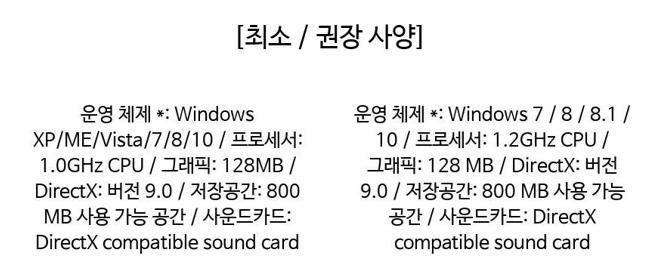 [최소 / 권장 사양]
운영 체제 *: Windows
XP/ME/Vista/7/8/10 / 프로세서:
1.0GHz CPU / 그래픽: 128MB /
DirectX: 버전 9.0 / 저장공간: 800
MB 사용 가능 공간 / 사운드카드:
DirectX compatible sound card
운영 체제 *: Windows 7 / 8 / 8.1 /
10 / 프로세서: 1.2GHz CPU /
그래픽: 128 MB / DirectX: 버전
9.0 / 저장공간: 800 MB 사용 가능
공간 / 사운드카드: DirectX
compatible sound card